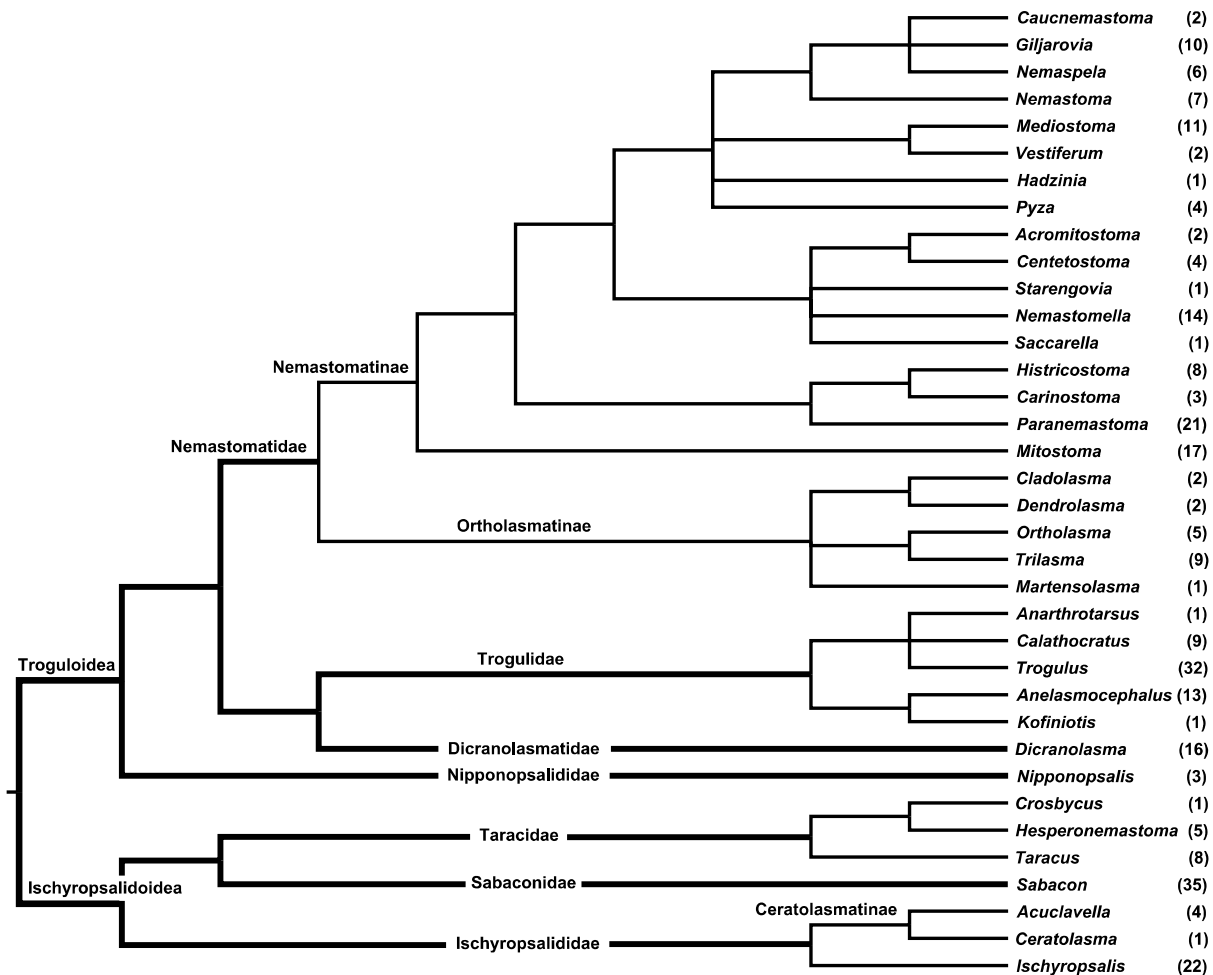 Caucnemastoma (2)
Giljarovia (10)
Nemaspela (6)
Nemastoma (7)
Mediostoma (11)
Vestiferum (2)
Hadzinia (1)
Pyza (4)
Acromitostoma (2)
Centetostoma (4)
Starengovia (1)
Nemastomella (14)
Saccarella (1)
Nemastomatinae
Histricostoma (8)
Carinostoma (3)
Paranemastoma (21)
Nemastomatidae
Mitostoma (17)
Cladolasma (2)
Dendrolasma (2)
Ortholasmatinae
Ortholasma (5)
Trilasma (9)
Martensolasma (1)
Anarthrotarsus (1)
Calathocratus (9)
Troguloidea
Trogulidae
Trogulus (32)
Anelasmocephalus (13)
Kofiniotis (1)
Dicranolasmatidae
Dicranolasma (16)
Nipponopsalididae
Nipponopsalis (3)
Crosbycus (1)
Taracidae
Hesperonemastoma (5)
Taracus (8)
Ischyropsalidoidea
Sabaconidae
Sabacon (35)
Ceratolasmatinae
Acuclavella (4)
Ceratolasma (1)
Ischyropsalididae
Ischyropsalis (22)